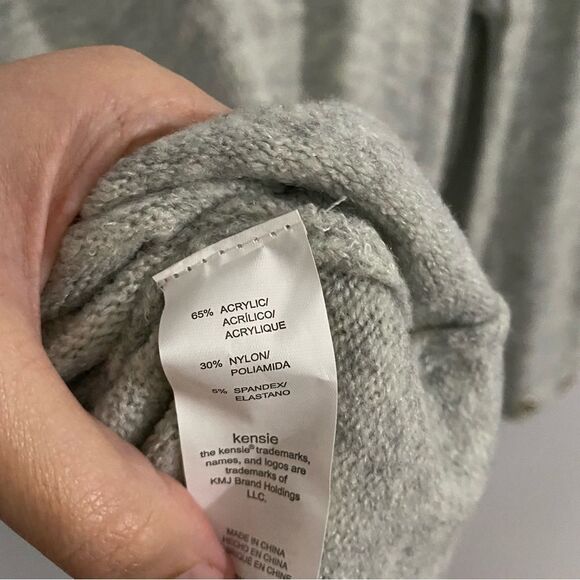 65% ACRYLIC/
ACRÍLICO/
ACRYLIQUE
30% NYLON/
POLIAMIDA
5% SPANDEX/
ELASTANO
kensie
the kensie® trademarks,
names, and logos are
trademarks of
KMJ Brand Holdings
LLC.
MADE IN CHINA
HECHO EN CHINA
EN CHINE